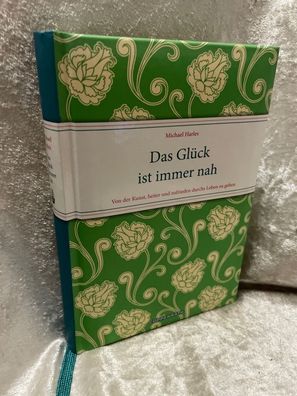 Michael Harles
Das Glück
ist immer nah
Von der Kunst, heiter und zufrieden durchs Leben zu gehen